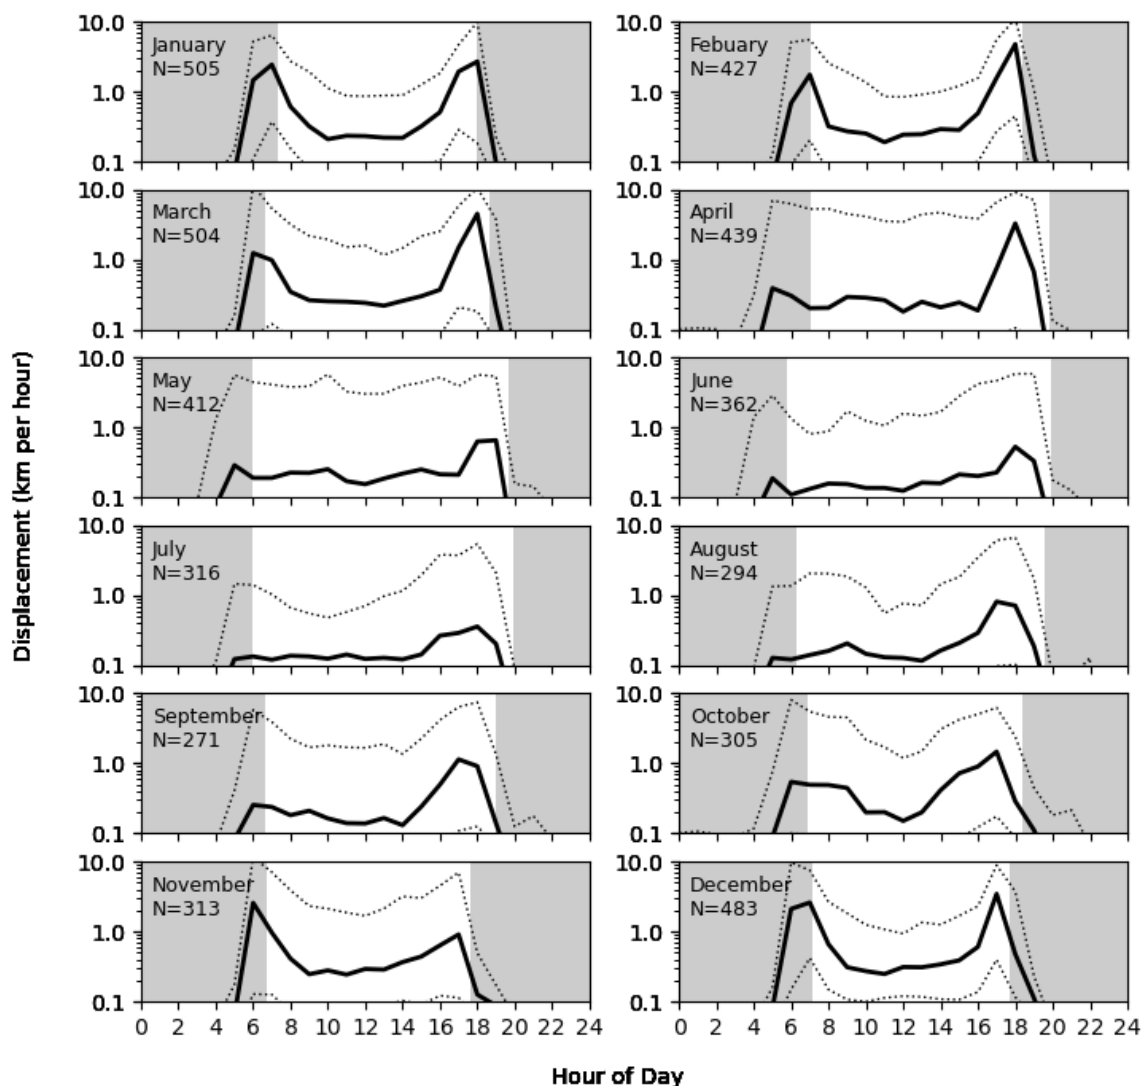 10.0
1.0
0.1
January
N=505
10.0
1.0
0.1
Febuary
N=427
10.0
1.0
0.1
March
N=504
10.0
1.0
0.1
April
N=439
10.0
1.0
0.1
May
N=412
10.0
1.0
0.1
June
N=362
10.0
1.0
0.1
July
N=316
10.0
1.0
0.1
August
N=294
10.0
1.0
0.1
September
N=271
10.0
1.0
0.1
October
N=305
10.0
1.0
0.1
November
N=313
0 2 4 6 8 10 12 14 16 18 20 22 24
10.0
1.0
0.1
December
N=483
0 2 4 6 8 10 12 14 16 18 20 22 24
Displacement (km per hour)
Hour of Day